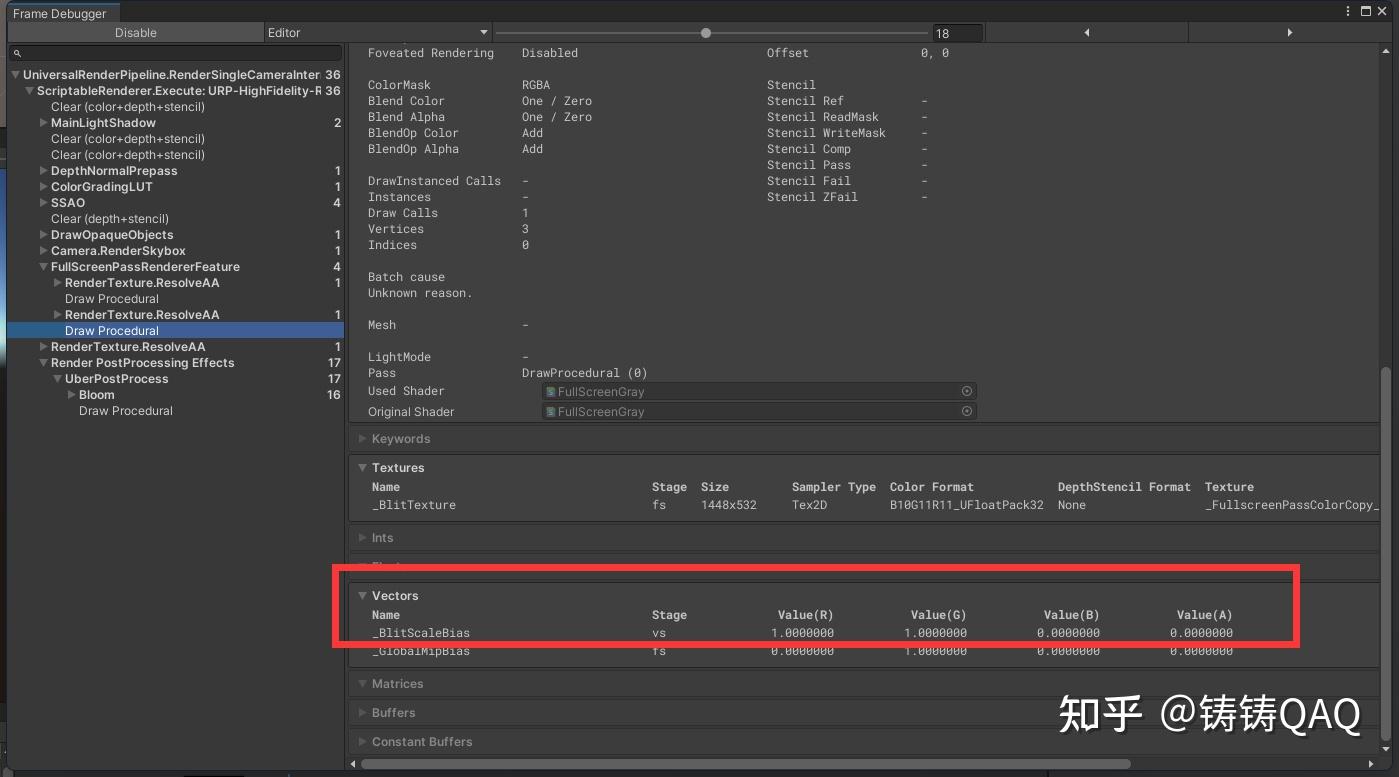 Frame Debugger
Disable
Editor
18
UniversalRenderPipeline.RenderSingleCameraInter 36
ScriptableRenderer.Execute: URP-HighFidelity-R 36
Clear (color+depth+stencil)
MainLightShadow 2
Clear (color+depth+stencil)
Clear (color+depth+stencil)
DepthNormalPrepass 1
ColorGradingLUT 1
SSAO 4
Clear (depth+stencil)
DrawOpaqueObjects 1
Camera.RenderSkybox 1
FullScreenPassRendererFeature 4
RenderTexture.ResolveAA 1
Draw Procedural
RenderTexture.ResolveAA 1
Draw Procedural
RenderTexture.ResolveAA 1
Render PostProcessing Effects 17
UberPostProcess 17
Bloom 16
Draw Procedural
Foveated Rendering Disabled Offset 0, 0
ColorMask RGBA Stencil
Blend Color One / Zero Stencil Ref -
Blend Alpha One / Zero Stencil ReadMask -
BlendOp Color Add Stencil WriteMask -
BlendOp Alpha Add Stencil Comp -
Stencil Pass -
DrawInstanced Calls - Stencil Fail -
Instances - Stencil ZFail -
Draw Calls 1
Vertices 3
Indices 0
Batch cause
Unknown reason.
Mesh -
LightMode -
Pass DrawProcedural (0)
Used Shader FullScreenGray
Original Shader FullScreenGray
Keywords
Textures
Name Stage Size Sampler Type Color Format DepthStencil Format Texture
_BlitTexture fs 1448x532 Tex2D B10G11R11_UFloatPack32 None _FullscreenPassColorCopy_
Ints
Vectors
Name Stage Value(R) Value(G) Value(B) Value(A)
_BlitScaleBias vs 1.0000000 1.0000000 0.0000000 0.0000000
_GlobalMipBias fs 0.0000000 1.0000000 0.0000000 0.0000000
Matrices
Buffers
Constant Buffers
知乎 @铸铸QAQ